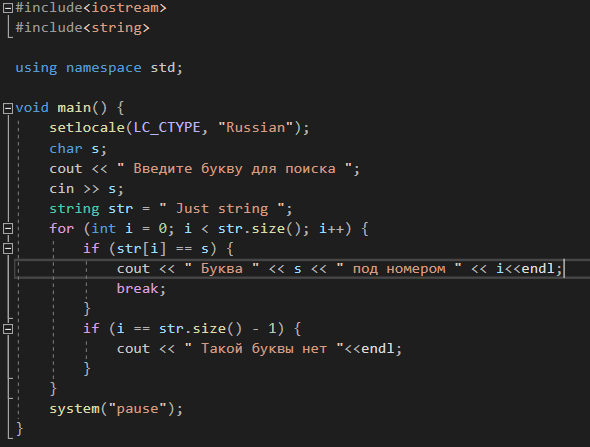 #include<iostream>
#include<string>
using namespace std;
void main() {
setlocale(LC_CTYPE, "Russian");
char s;
cout << " Введите букву для поиска ";
cin >> s;
string str = " Just string ";
for (int i = 0; i < str.size(); i++) {
if (str[i] == s) {
cout << " Буква " << s << " под номером " << i<<endl;
break;
}
if (i == str.size() - 1) {
cout << " Такой буквы нет "<<endl;
}
}
system("pause");
}